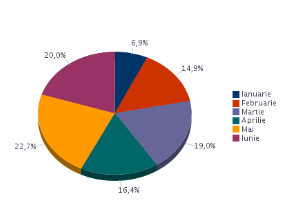 6,9%
20,0%
14,9%
Ianuarie
Februarie
Martie
Aprilie
Mai
Iunie
22,7%
19,0%
16,4%